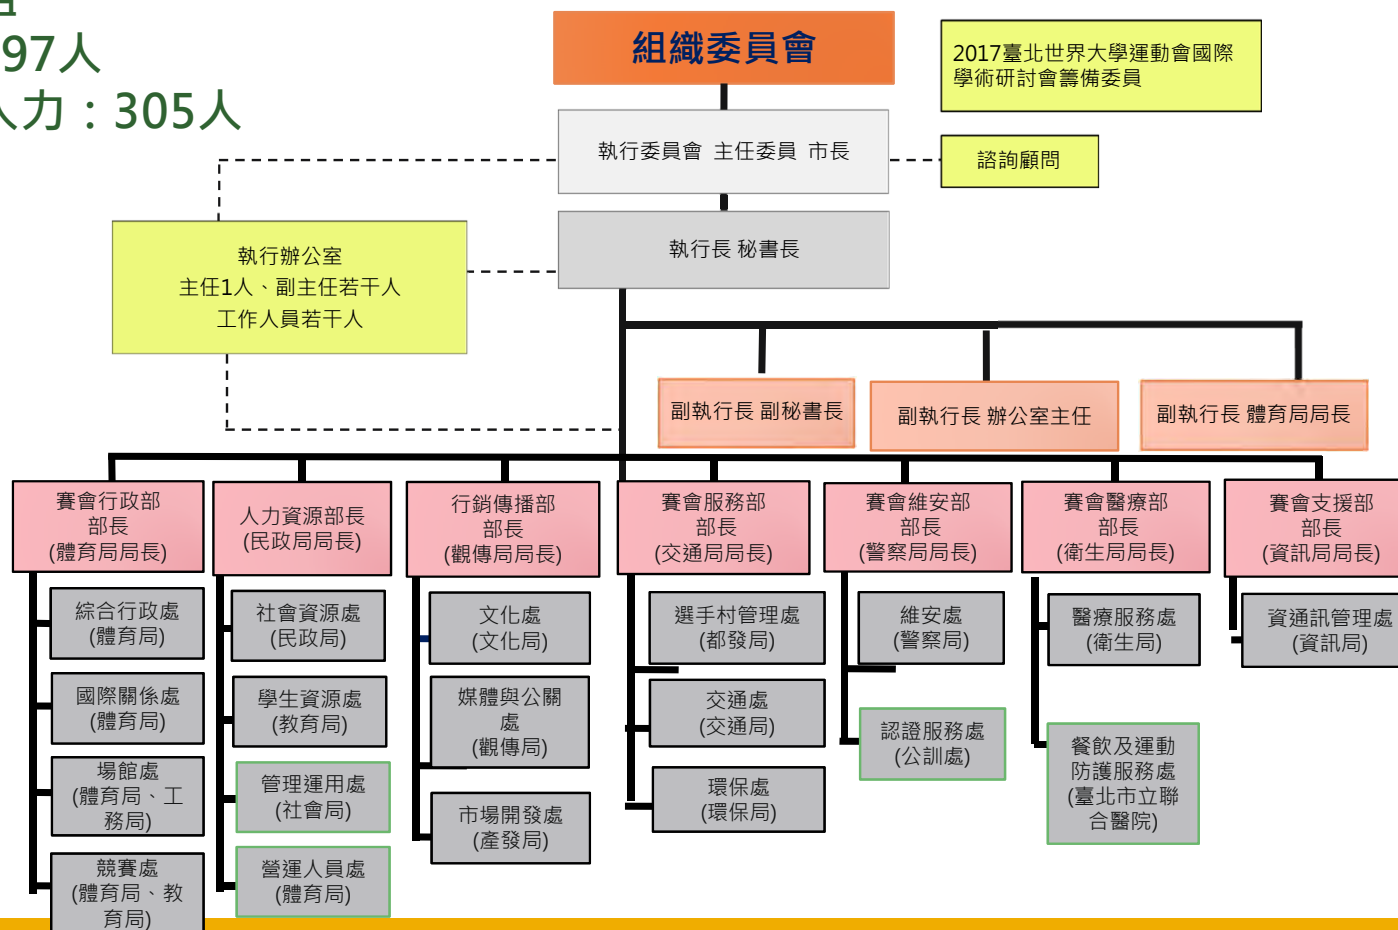 97人
人力：305人
組織委員會
2017臺北世界大學運動會國際
學術研討會籌備委員
執行委員會 主任委員 市長
諮詢顧問
執行長 秘書長
執行辦公室
主任1人、副主任若干人
工作人員若干人
副執行長 副秘書長
副執行長 辦公室主任
副執行長 體育局局長
賽會行政部
部長
(體育局局長)
人力資源部長
(民政局局長)
行銷傳播部
部長
(觀傳局局長)
賽會服務部
部長
(交通局局長)
賽會維安部
部長
(警察局局長)
賽會醫療部
部長
(衛生局局長)
賽會支援部
部長
(資訊局局長)
綜合行政處
(體育局)
國際關係處
(體育局)
場館處
(體育局、工
務局)
競賽處
(體育局、教
育局)
社會資源處
(民政局)
學生資源處
(教育局)
管理運用處
(社會局)
營運人員處
(體育局)
文化處
(文化局)
媒體與公關
處
(觀傳局)
市場開發處
(產發局)
選手村管理處
(都發局)
交通處
(交通局)
環保處
(環保局)
維安處
(警察局)
認證服務處
(公訓處)
醫療服務處
(衛生局)
餐飲及運動
防護服務處
(臺北市立聯
合醫院)
資通訊管理處
(資訊局)